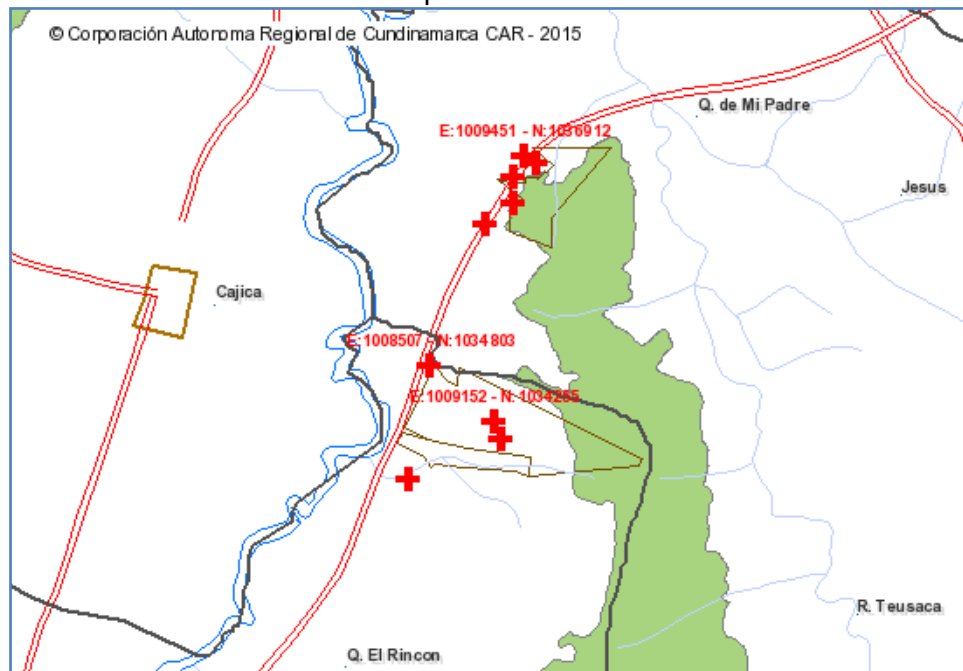 © Corporación Autonoma Regional de Cundinamarca CAR - 2015
Q. de Mi Padre
E:1009451 - N:1036912
Jesus
Cajica
E:1008507 - N:1034803
E:1009152 - N:1034255
R. Teusaca
Q. El Rincon